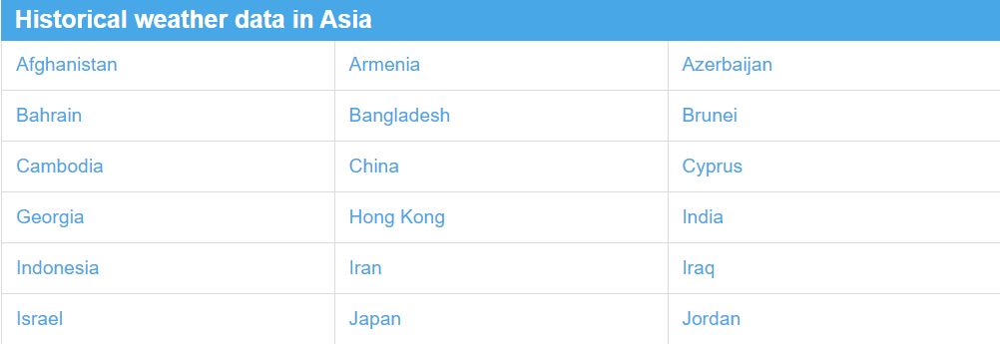 Historical weather data in Asia
Afghanistan Armenia Azerbaijan
Bahrain Bangladesh Brunei
Cambodia China Cyprus
Georgia Hong Kong India
Indonesia Iran Iraq
Israel Japan Jordan